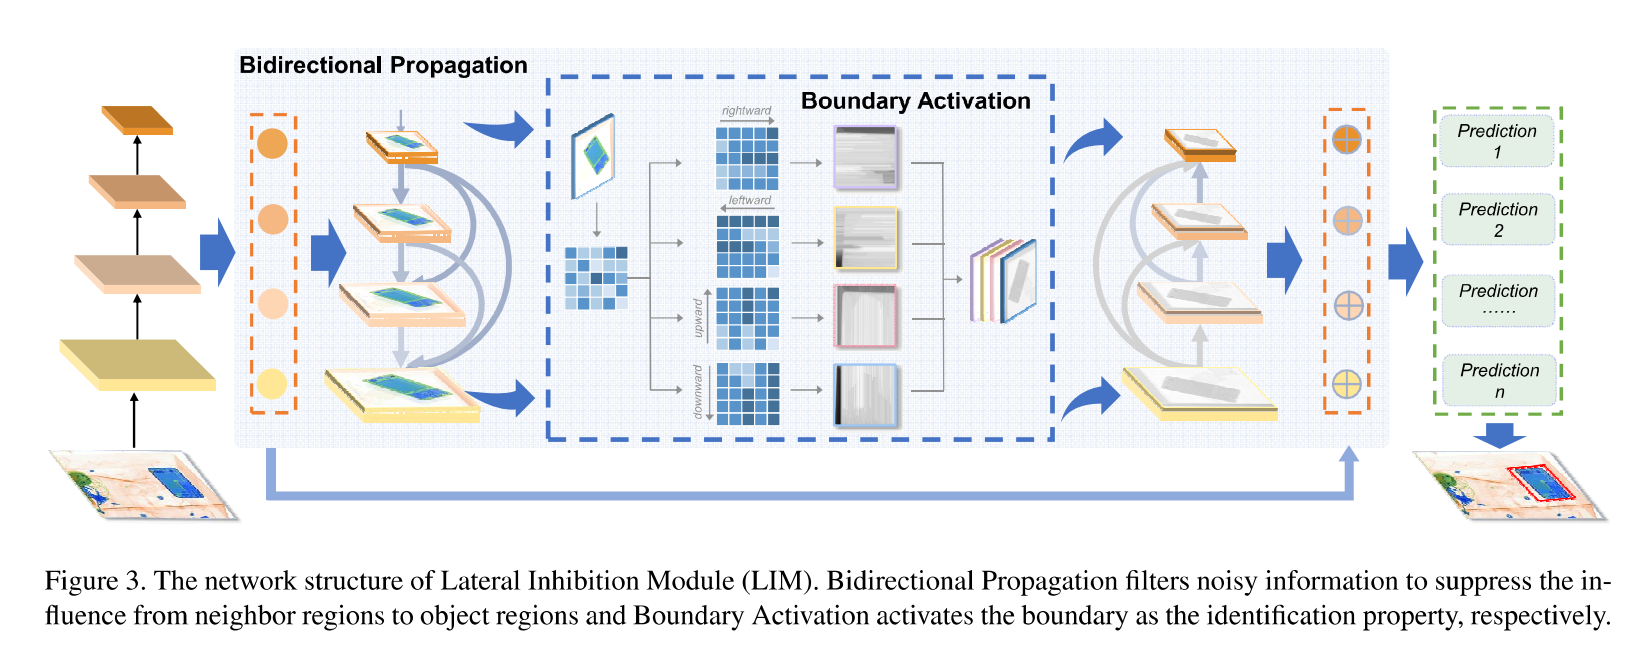 Bidirectional Propagation
Boundary Activation
rightward
leftward
upward
downward
Prediction
1
Prediction
2
Prediction
......
Prediction
n
Figure 3. The network structure of Lateral Inhibition Module (LIM). Bidirectional Propagation filters noisy information to suppress the in-
fluence from neighbor regions to object regions and Boundary Activation activates the boundary as the identification property, respectively.